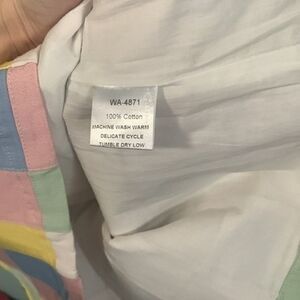 WA-4871
100% Cotton
MACHINE WASH WARM
DELICATE CYCLE
TUMBLE DRY LOW